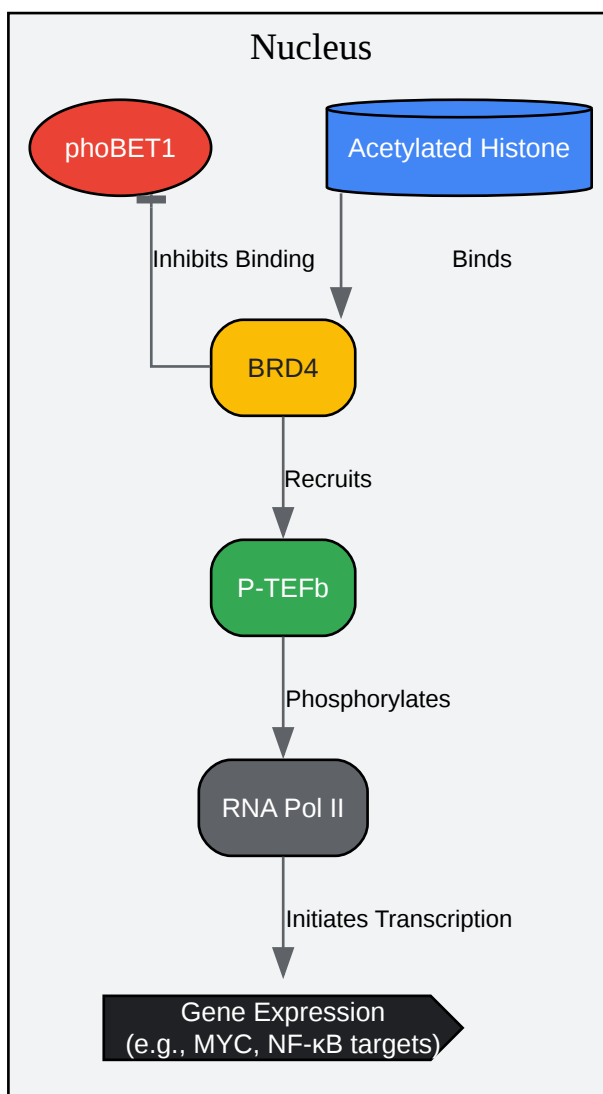 Nucleus
phoBET1
Acetylated Histone
Inhibits Binding
Binds
BRD4
Recruits
P-TEFb
Phosphorylates
RNA Pol II
Initiates Transcription
Gene Expression
(e.g., MYC, NF-κB targets)